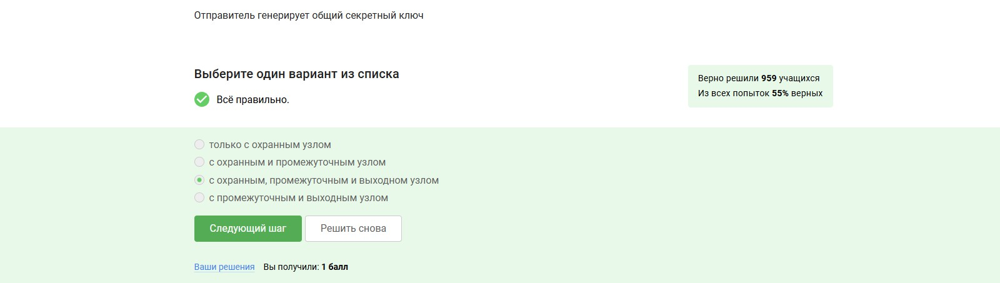 Отправитель генерирует общий секретный ключ
Выберите один вариант из списка
Верно решили 959 учащихся
Из всех попыток 55% верных
Всё правильно.
только с охранным узлом
с охранным и промежуточным узлом
с охранным, промежуточным и выходном узлом
с промежуточным и выходным узлом
Следующий шаг
Решить снова
Ваши решения Вы получили: 1 балл